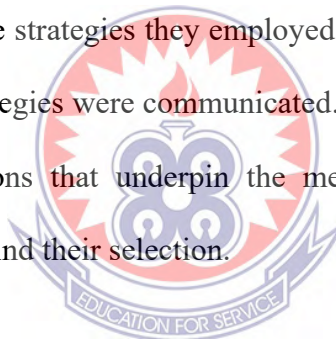 e strategies they employed
egies were communicated.
ons that underpin the me
nd their selection.
EDUCATION FOR SERVICE